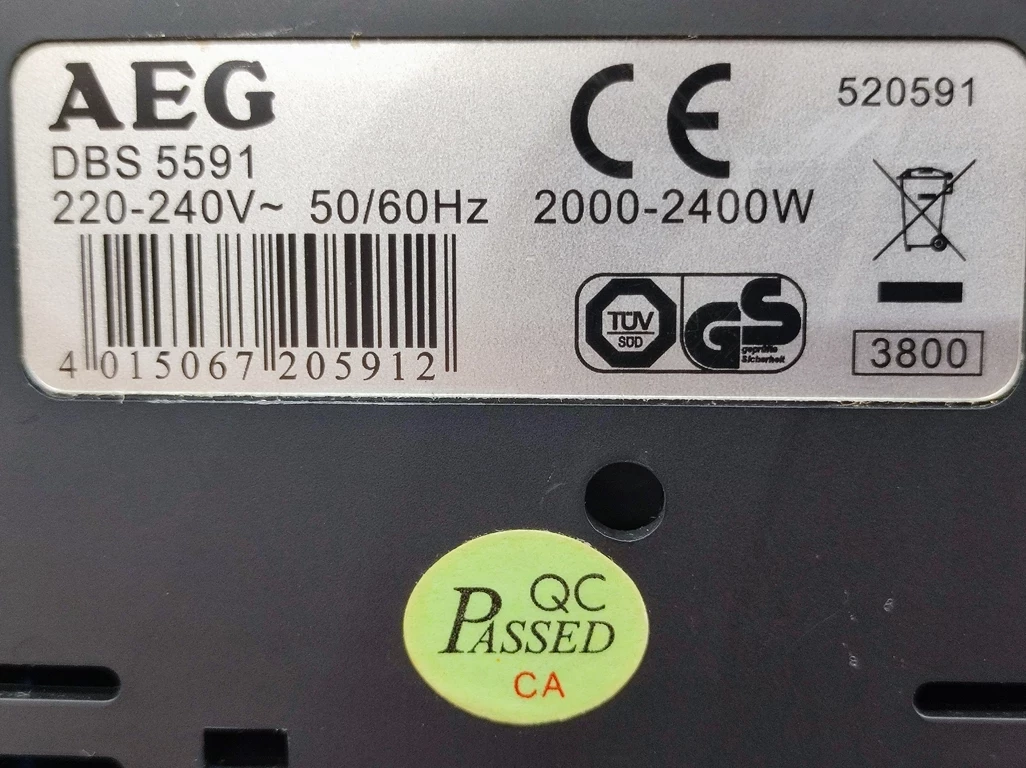 AEG
DBS 5591
220-240V~ 50/60Hz 2000-2400W
4 015067 205912
CE
520591
TÜV
SÜD
GS
geprüfte
Sicherheit
3800
QC
PASSED
CA